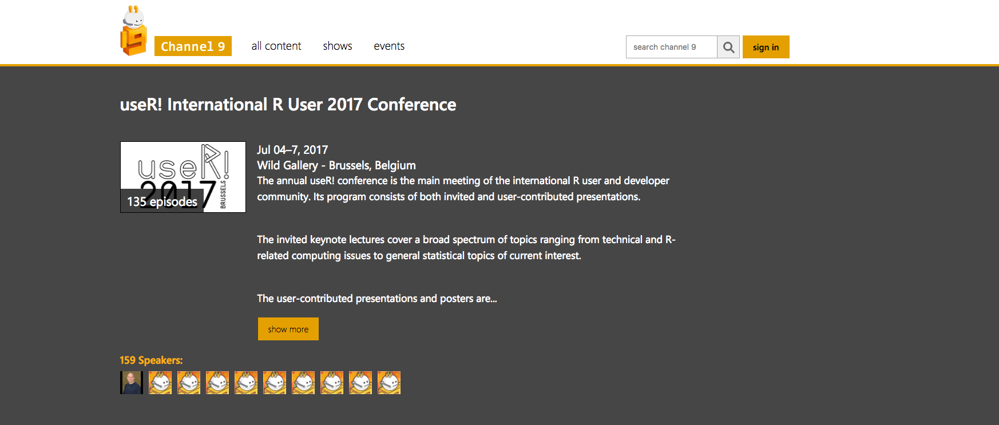 19
Channel 9
all content
shows
events
search channel 9
sign in
useR! International R User 2017 Conference
useR!
2017
BRUSSELS
135 episodes
Jul 04–7, 2017
Wild Gallery - Brussels, Belgium
The annual useR! conference is the main meeting of the international R user and developer
community. Its program consists of both invited and user-contributed presentations.
The invited keynote lectures cover a broad spectrum of topics ranging from technical and R-
related computing issues to general statistical topics of current interest.
The user-contributed presentations and posters are...
show more
159 Speakers: